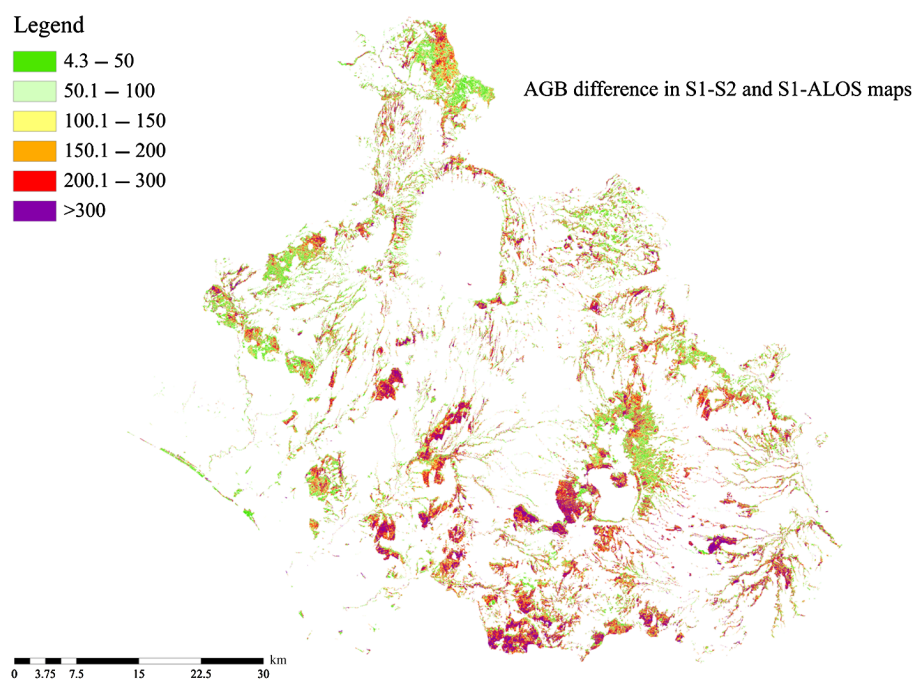 Legend
4.3 – 50
50.1 – 100
100.1 – 150
150.1 – 200
200.1 – 300
>300
AGB difference in S1-S2 and S1-ALOS maps
km
0 3.75 7.5 15 22.5 30